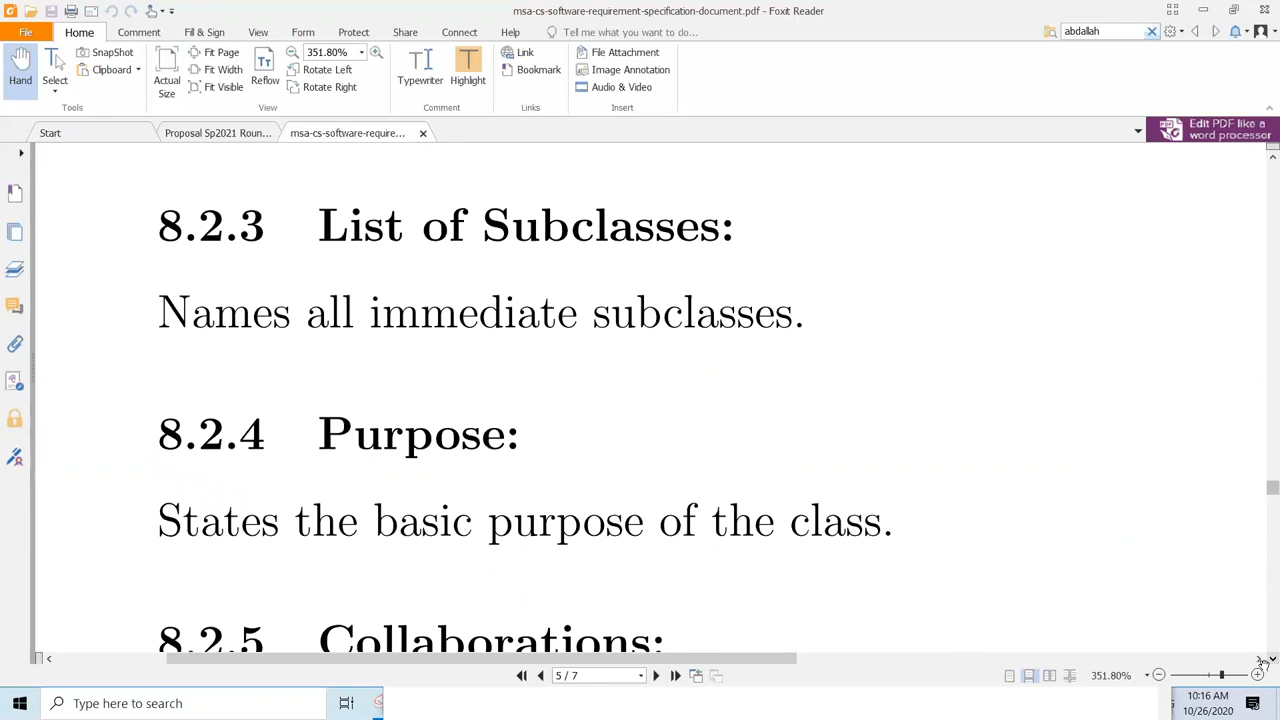 msa-cs-software-requirement-specification-document.pdf - Foxit Reader
File Home Comment Fill & Sign View Form Protect Share Connect Help Tell me what you want to do... abdallah
Hand
Select
SnapShot
Clipboard
Tools
Actual
Size
Fit Page
Fit Width
Fit Visible
Reflow
351.80%
Rotate Left
Rotate Right
View
Typewriter
Highlight
Comment
Link
Bookmark
Links
File Attachment
Image Annotation
Audio & Video
Insert
Start
Proposal Sp2021 Roun...
msa-cs-software-require...
Edit PDF like a
word processor
8.2.3 List of Subclasses:
Names all immediate subclasses.
8.2.4 Purpose:
States the basic purpose of the class.
8.2.5 Collaborations:
5 / 7
351.80%
Type here to search
10:16 AM
10/26/2020